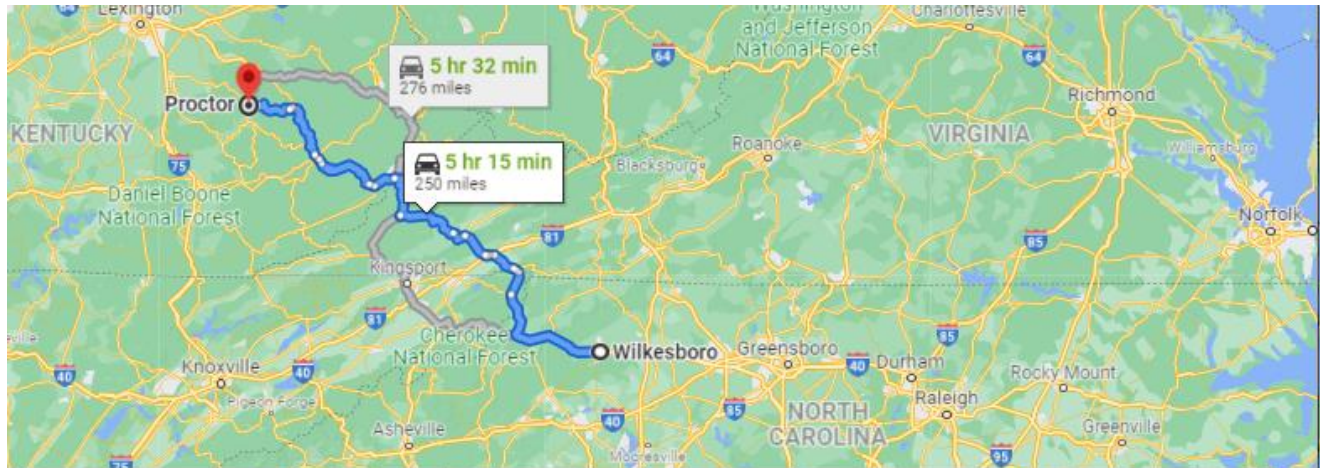 Lexington
64
Washington
and Jefferson
National Forest
Charlottesville
64
64
5 hr 32 min
276 miles
Proctor
KENTUCKY
75
Richmond
Roanoke
VIRGINIA
Williamsburg
5 hr 15 min
250 miles
Blacksburg
Daniel Boone
National Forest
Norfolk
81
85
Kingsport
81
Cherokee
National Forest
85
Wilkesboro
Greensboro
40
Durham
Knoxville
40
40
Rocky Mount
Pigeon Forge
Raleigh
85
NORTH
CAROLINA
Asheville
40
Greenville
Mooresville
95
75